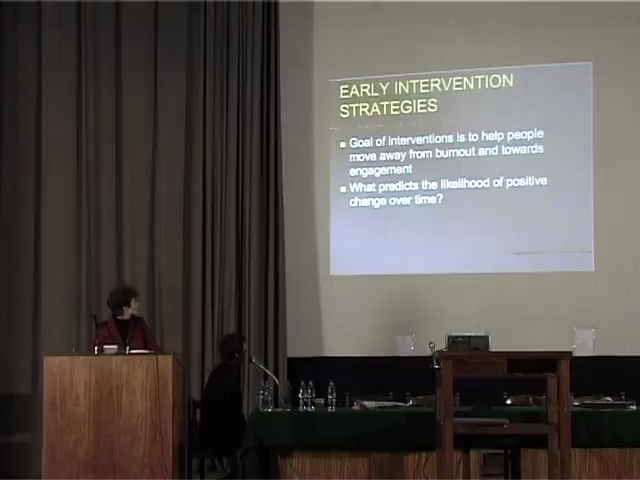 EARLY INTERVENTION
STRATEGIES
Goal of interventions is to help people
move away from burnout and towards
engagement
What predicts the likelihood of positive
change over time?